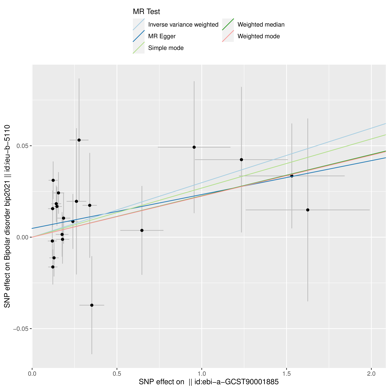 MR Test
Inverse variance weighted
Weighted median
MR Egger
Weighted mode
Simple mode
0.05
0.00
−0.05
0.0
0.5
1.0
1.5
2.0
SNP effect on Bipolar disorder bip2021 || id:ieu−b−5110
SNP effect on || id:ebi−a−GCST90001885